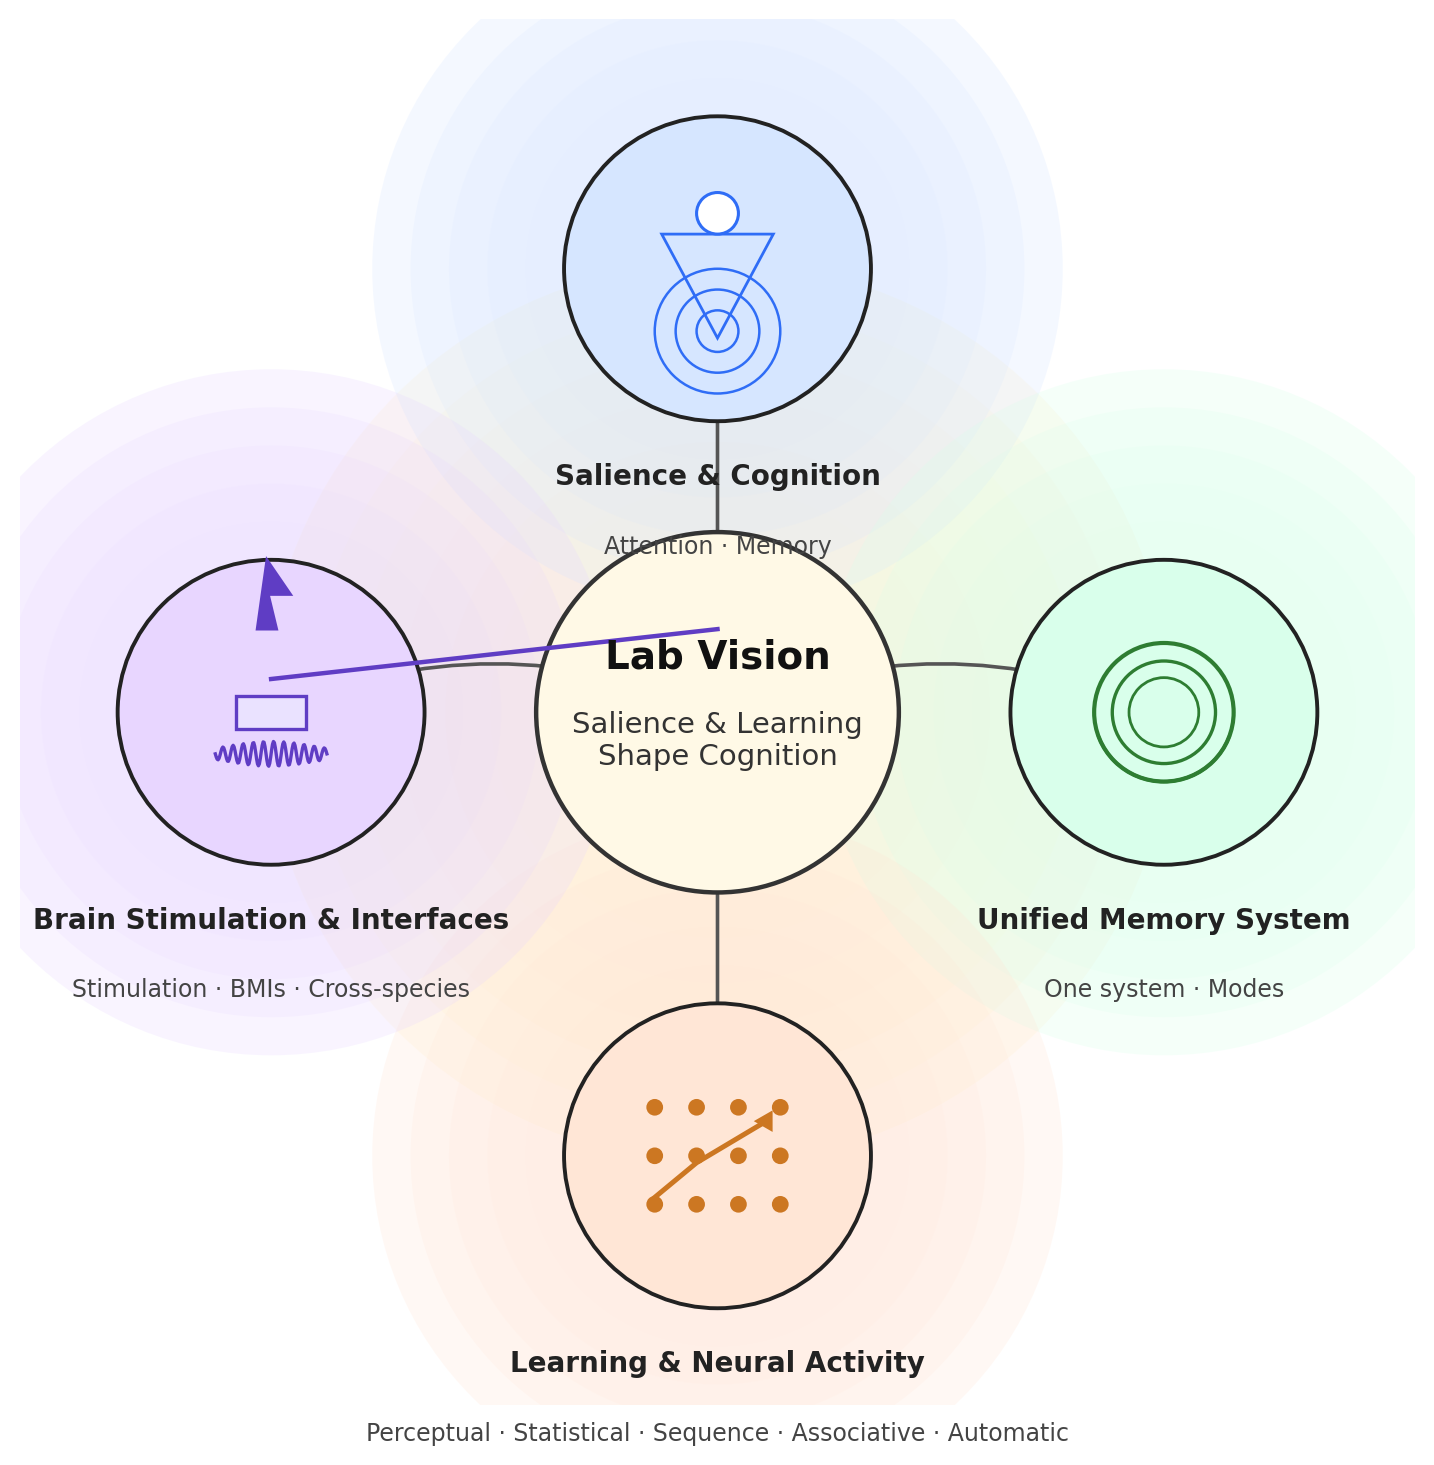 Salience & Cognition
Attention · Memory
Lab Vision
Salience & Learning
Shape Cognition
Brain Stimulation & Interfaces
Stimulation · BMIs · Cross-species
Unified Memory System
One system · Modes
Learning & Neural Activity
Perceptual · Statistical · Sequence · Associative · Automatic